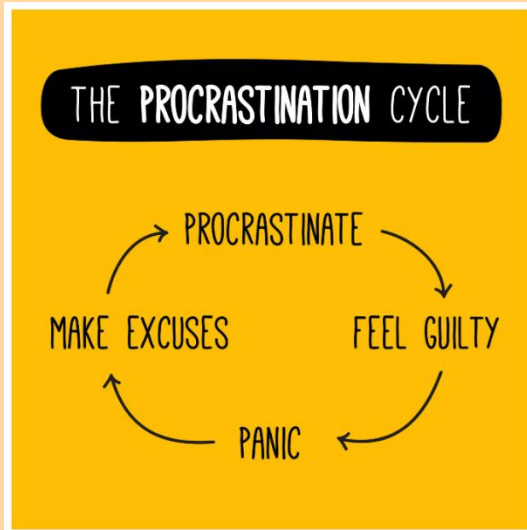 THE PROCRASTINATION CYCLE
PROCRASTINATE
MAKE EXCUSES
FEEL GUILTY
PANIC